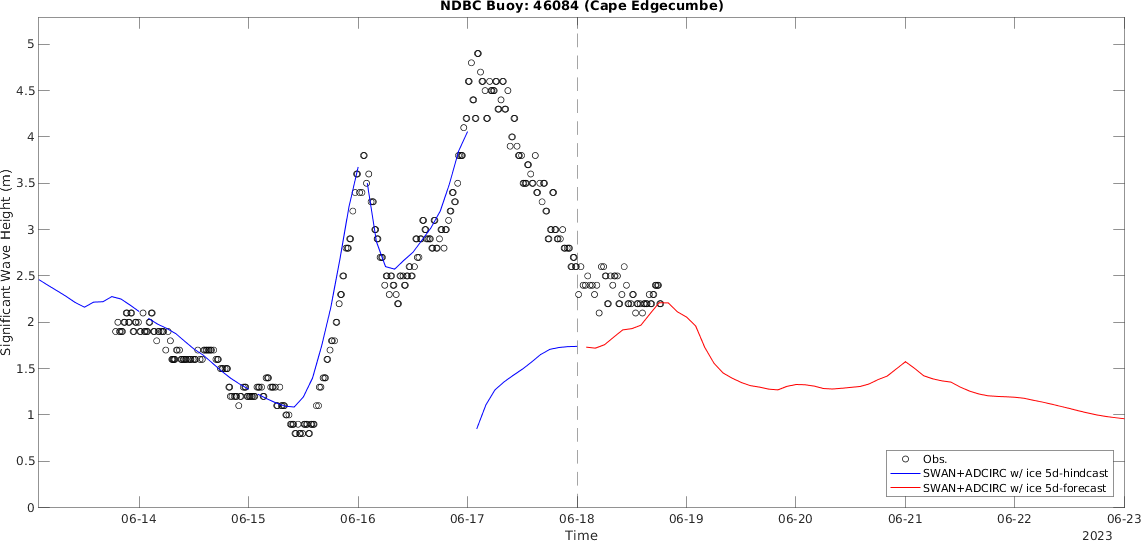 NDBC Buoy: 46084 (Cape Edgecumbe)
5
4.5
4
3.5
3
2.5
2
1.5
1
0.5
0
Significant Wave Height (m)
Obs.
SWAN+ADCIRC w/ ice 5d-hindcast
SWAN+ADCIRC w/ ice 5d-forecast
06-14 06-15 06-16 06-17 06-18 06-19 06-20 06-21 06-22 06-23
Time
2023